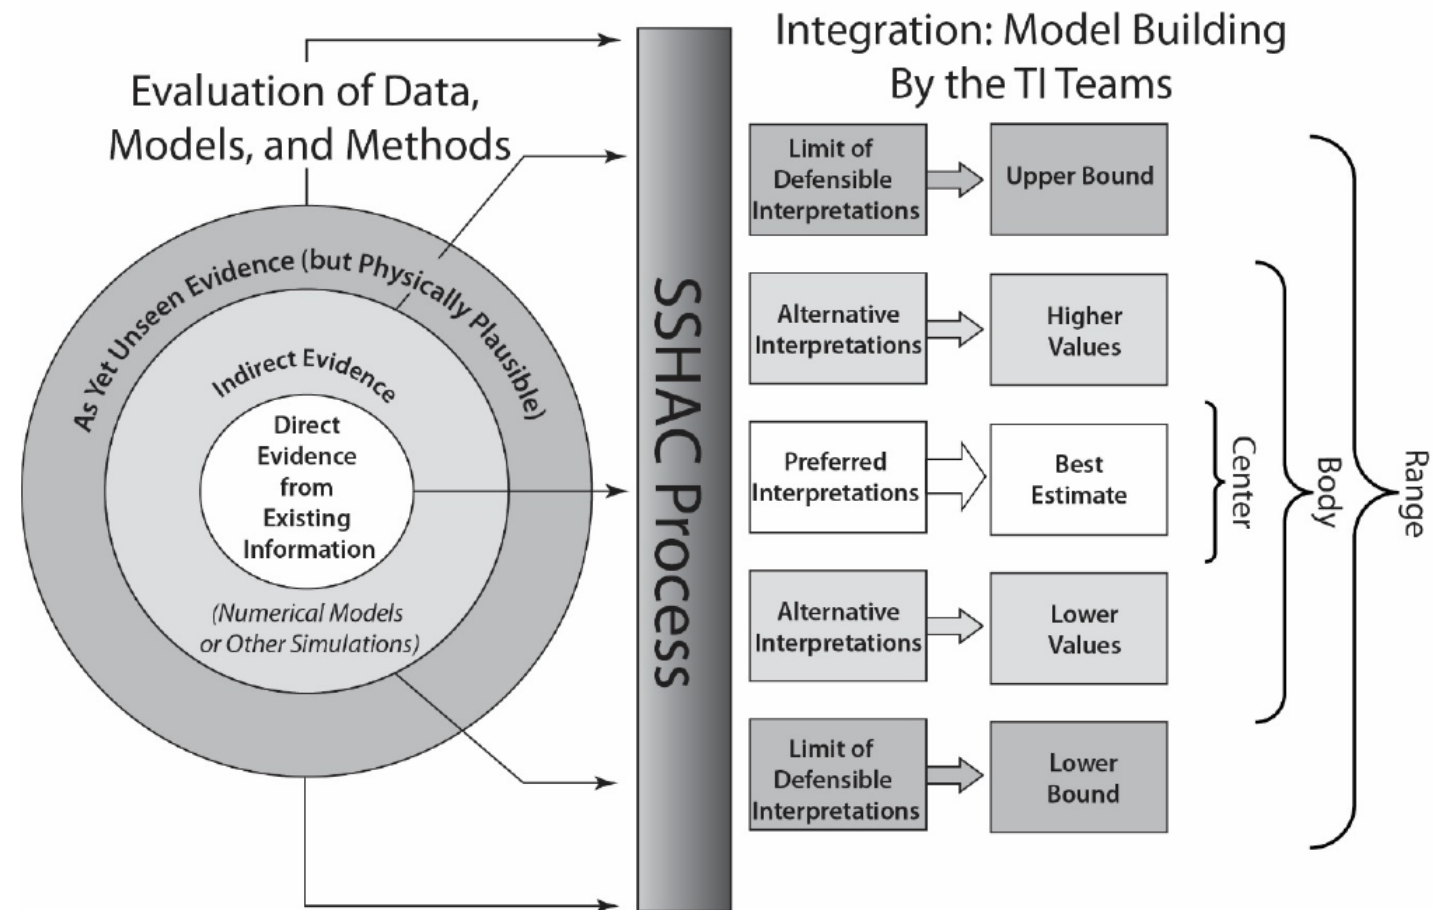 Evaluation of Data,
Models, and Methods
As Yet Unseen Evidence (but Physically Plausible)
Indirect Evidence
Direct
Evidence
from
Existing
Information
(Numerical Models
or Other Simulations)
SSHAC Process
Integration: Model Building
By the TI Teams
Limit of
Defensible
Interpretations
Upper Bound
Alternative
Interpretations
Higher
Values
Preferred
Interpretations
Best
Estimate
Alternative
Interpretations
Lower
Values
Limit of
Defensible
Interpretations
Lower
Bound
Center
Body
Range